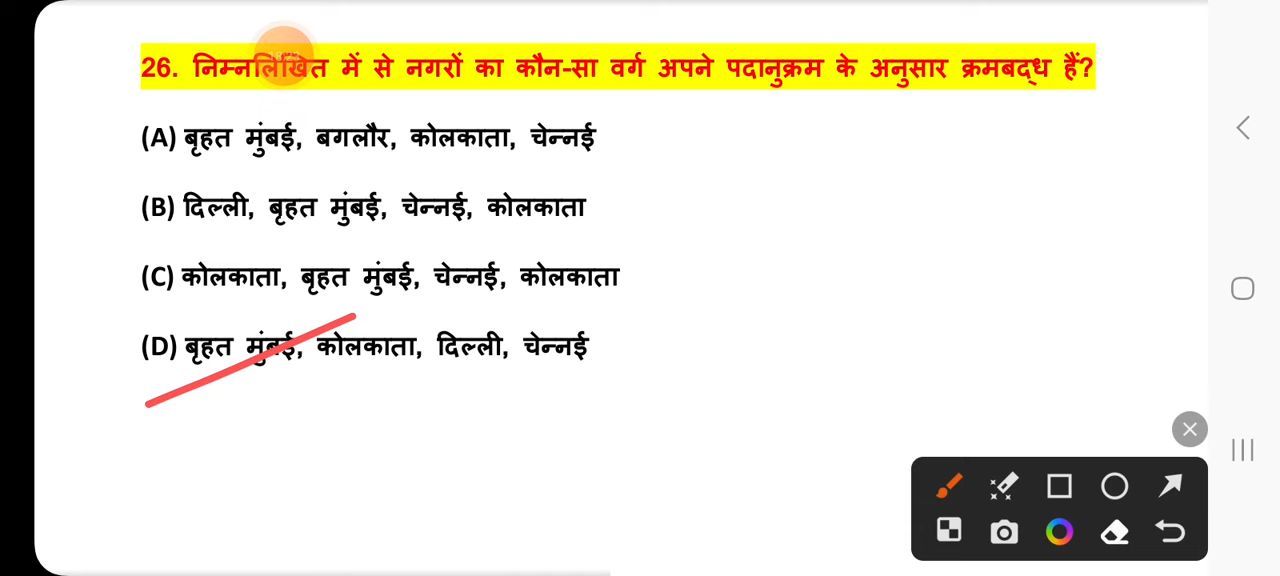 26. निम्नलिखित में से नगरों का कौन-सा वर्ग अपने पदानुक्रम के अनुसार क्रमबद्ध हैं?
(A) बृहत मुंबई, बगलौर, कोलकाता, चेन्नई
(B) दिल्ली, बृहत मुंबई, चेन्नई, कोलकाता
(C) कोलकाता, बृहत मुंबई, चेन्नई, कोलकाता
(D) बृहत मुंबई, कोलकाता, दिल्ली, चेन्नई